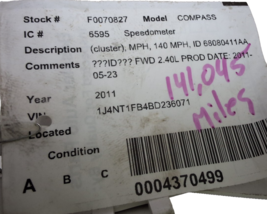 Stock # F0070827 Model COMPASS
IC # 6595 Speedometer
Description (cluster), MPH, 140 MPH, ID 68080411AA,
Comments ???ID??? FWD 2.40L PROD DATE: 2011-
05-23
141,045
Miles
Year 2011
VIN 1J4NT1FB4BD236071
Located
Condition
A B C
0004370499